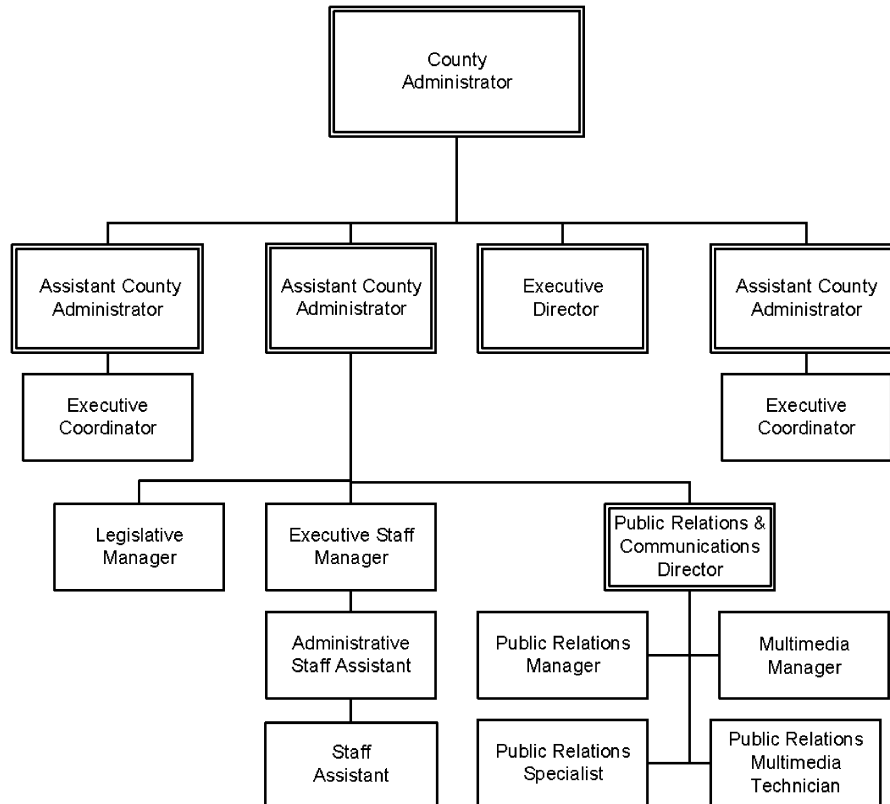 County
Administrator
Assistant County
Administrator
Assistant County
Administrator
Executive
Director
Assistant County
Administrator
Executive
Coordinator
Executive
Coordinator
Legislative
Manager
Executive Staff
Manager
Public Relations &
Communications
Director
Administrative
Staff Assistant
Public Relations
Manager
Multimedia
Manager
Staff
Assistant
Public Relations
Specialist
Public Relations
Multimedia
Technician